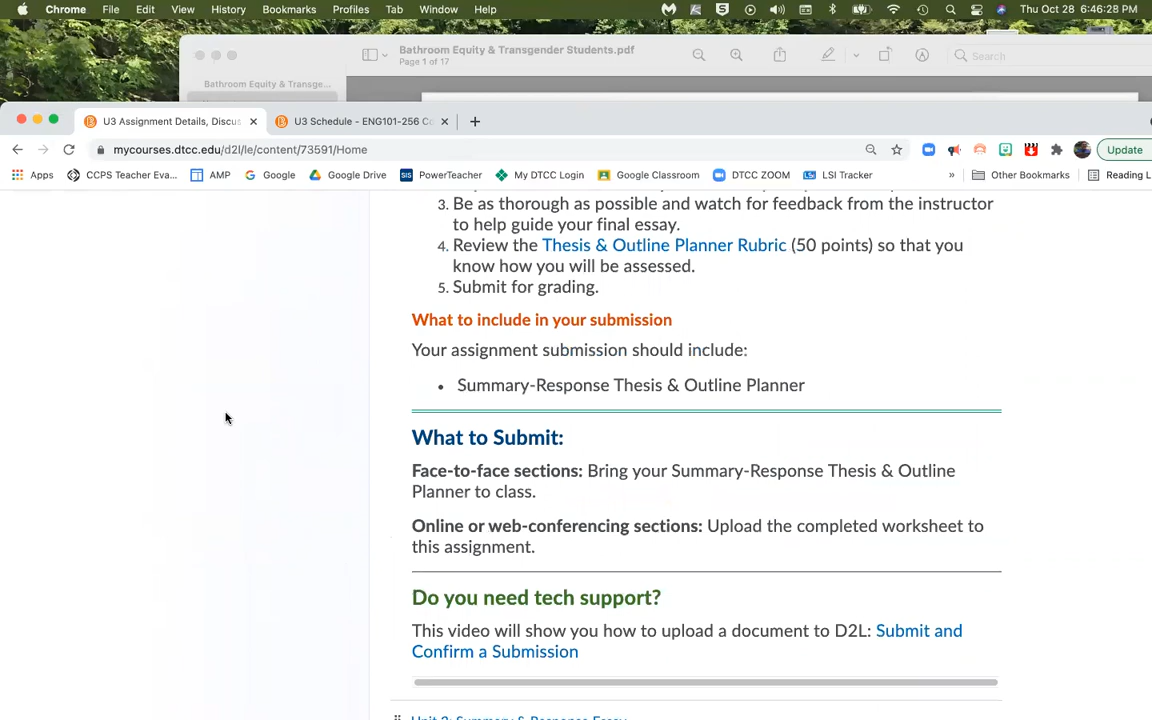 Chrome File Edit View History Bookmarks Profiles Tab Window Help Thu Oct 28 6:46:28 PM
Bathroom Equity & Transgender Students.pdf
Page 1 of 17
Search
Bathroom Equity & Transge...
U3 Assignment Details, Discus
U3 Schedule - ENG101-256 Co
mycourses.dtcc.edu/d2l/le/content/73591/Home
Update
Apps CCPS Teacher Eva... AMP Google Google Drive PowerTeacher My DTCC Login Google Classroom DTCC ZOOM LSI Tracker » Other Bookmarks Reading L
3. Be as thorough as possible and watch for feedback from the instructor
to help guide your final essay.
4. Review the Thesis & Outline Planner Rubric (50 points) so that you
know how you will be assessed.
5. Submit for grading.
What to include in your submission
Your assignment submission should include:
• Summary-Response Thesis & Outline Planner
What to Submit:
Face-to-face sections: Bring your Summary-Response Thesis & Outline
Planner to class.
Online or web-conferencing sections: Upload the completed worksheet to
this assignment.
Do you need tech support?
This video will show you how to upload a document to D2L: Submit and
Confirm a Submission